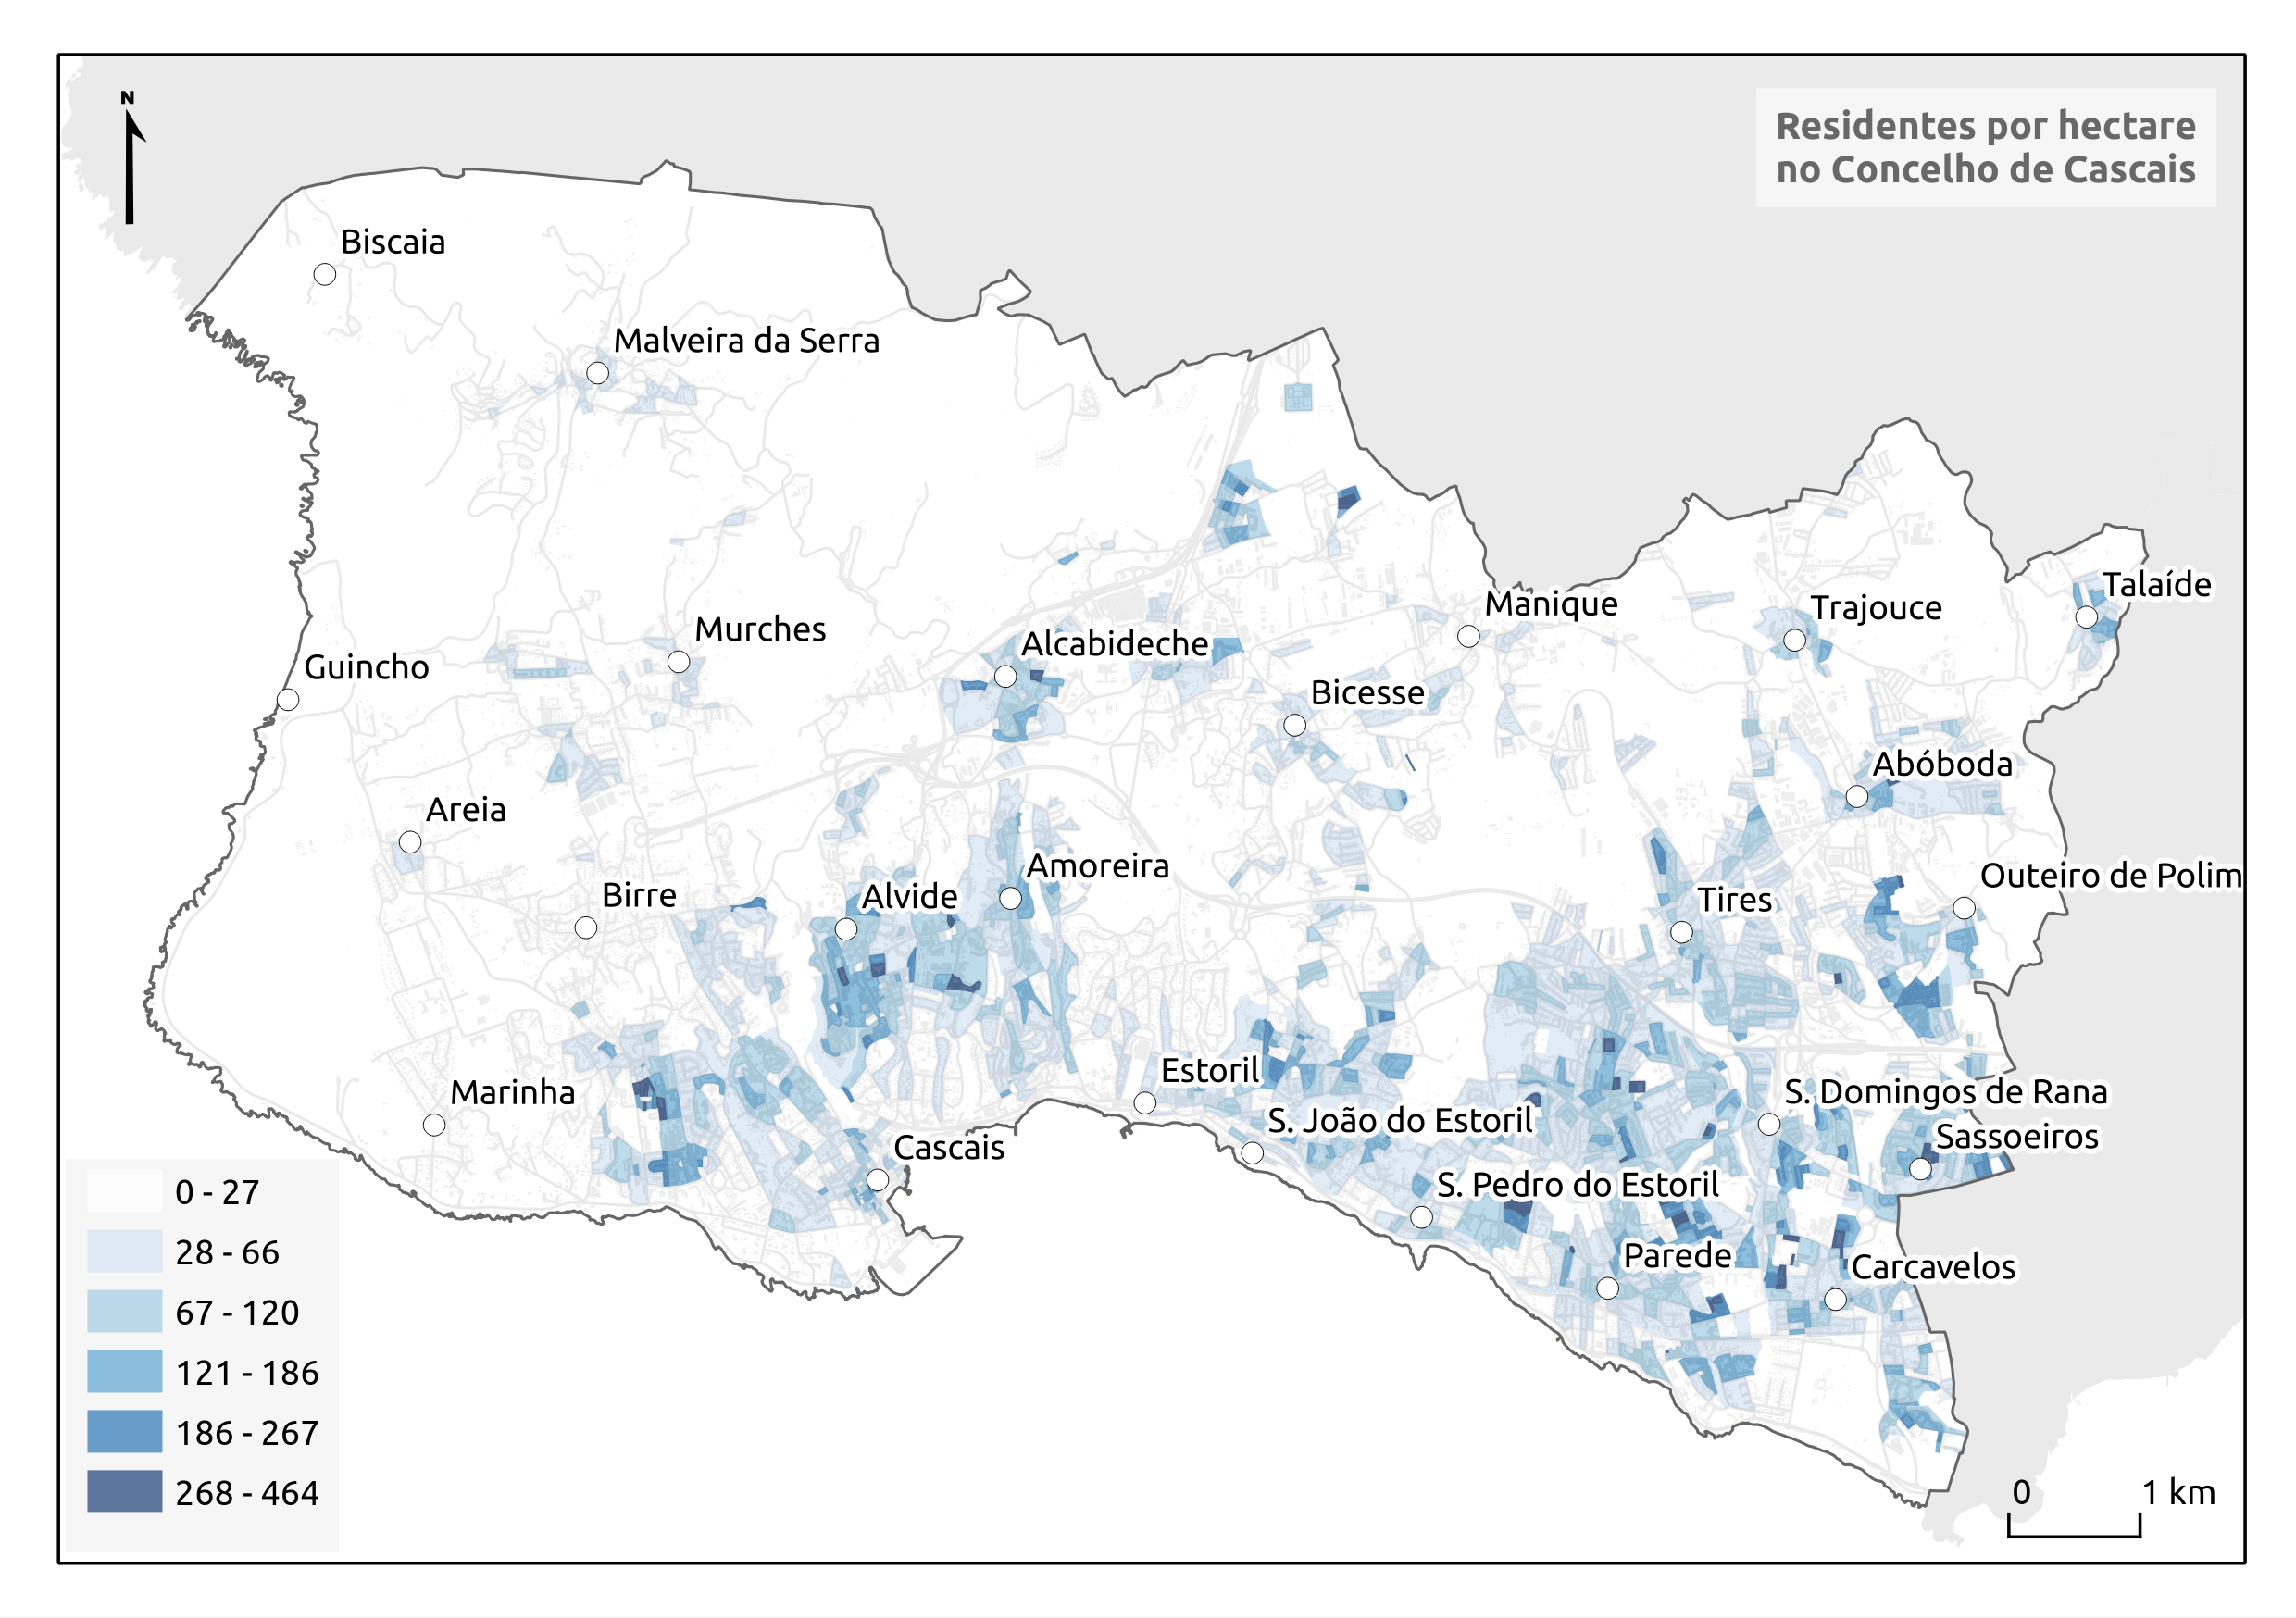 N
Residentes por hectare
no Concelho de Cascais
Biscaia
Malveira da Serra
Talaíde
Manique
Trajouce
Murches
Alcabideche
Guincho
Bicesse
Abóboda
Areia
Amoreira
Outeiro de Polima
Birre
Alvide
Tires
Estoril
Marinha
S. Domingos de Rana
S. João do Estoril
Sassoeiros
Cascais
S. Pedro do Estoril
Parede
Carcavelos
0 - 27
28 - 66
67 - 120
121 - 186
186 - 267
268 - 464
0 1 km